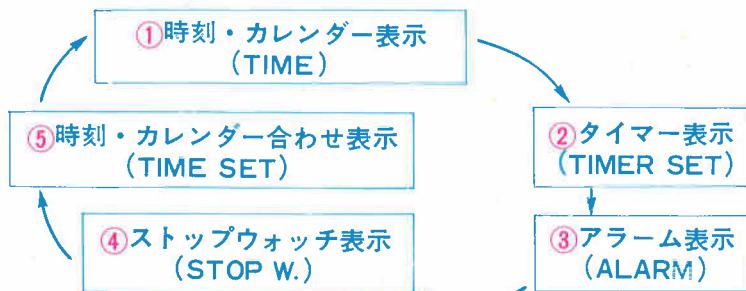 ①時刻・カレンダー表示
(TIME)
②タイマー表示
(TIMER SET)
③アラーム表示
(ALARM)
④ストップウォッチ表示
(STOP W.)
⑤時刻・カレンダー合わせ表示
(TIME SET)